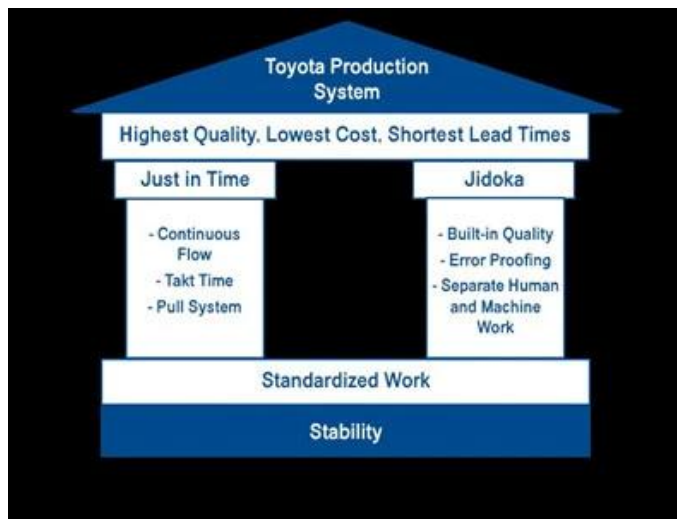 Toyota Production
System
Highest Quality, Lowest Cost, Shortest Lead Times
Just in Time
- Continuous
Flow
- Takt Time
- Pull System
Jidoka
- Built-in Quality
- Error Proofing
- Separate Human
and Machine
Work
Standardized Work
Stability